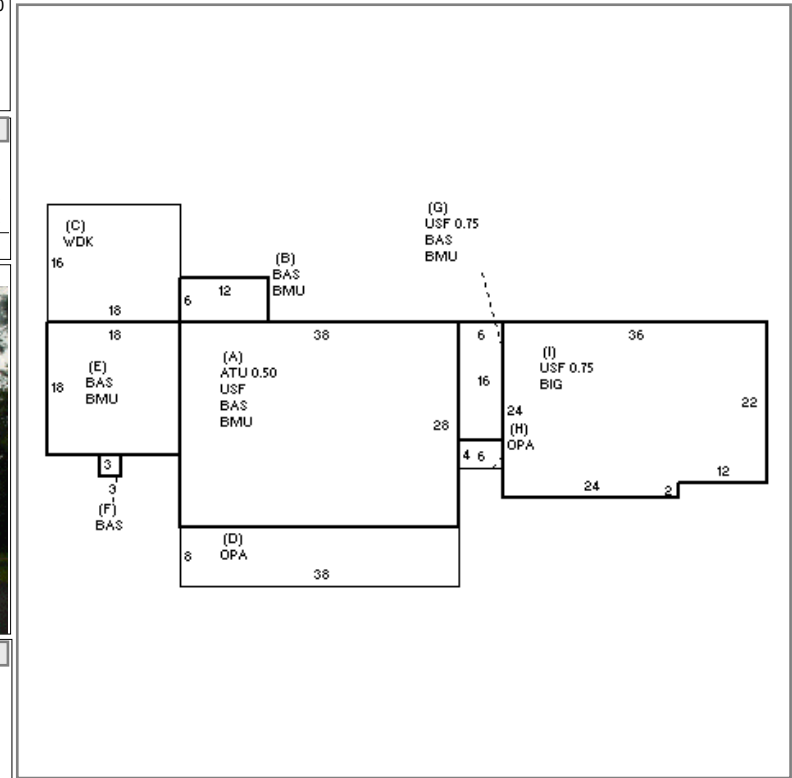 (C)
WDK
16
18
(B)
BAS
BMU
12
6
(G)
USF 0.75
BAS
BMU
18
(E)
BAS
BMU
18
3
3
(F)
BAS
38
(A)
ATU 0.50
USF
BAS
BMU
28
(D)
OPA
8
38
6
16
4 6
(H)
OPA
36
(I)
USF 0.75
BIG
24
22
12
24
2